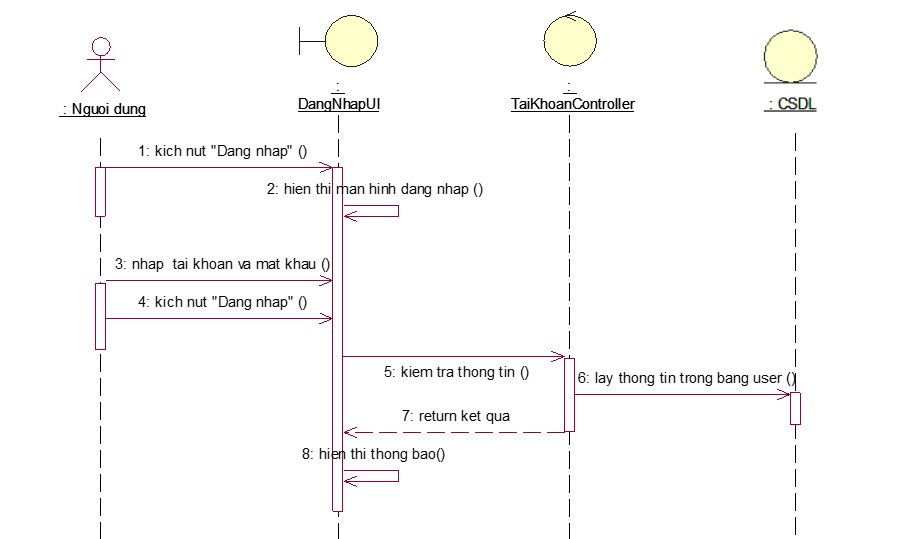 : Nguoi dung
:
DangNhapUI
:
TaiKhoanController
: CSDL
1: kich nut "Dang nhap" ()
2: hien thi man hinh dang nhap ()
3: nhap tai khoan va mat khau ()
4: kich nut "Dang nhap" ()
5: kiem tra thong tin ()
6: lay thong tin trong bang user ()
7: return ket qua
8: hien thi thong bao()